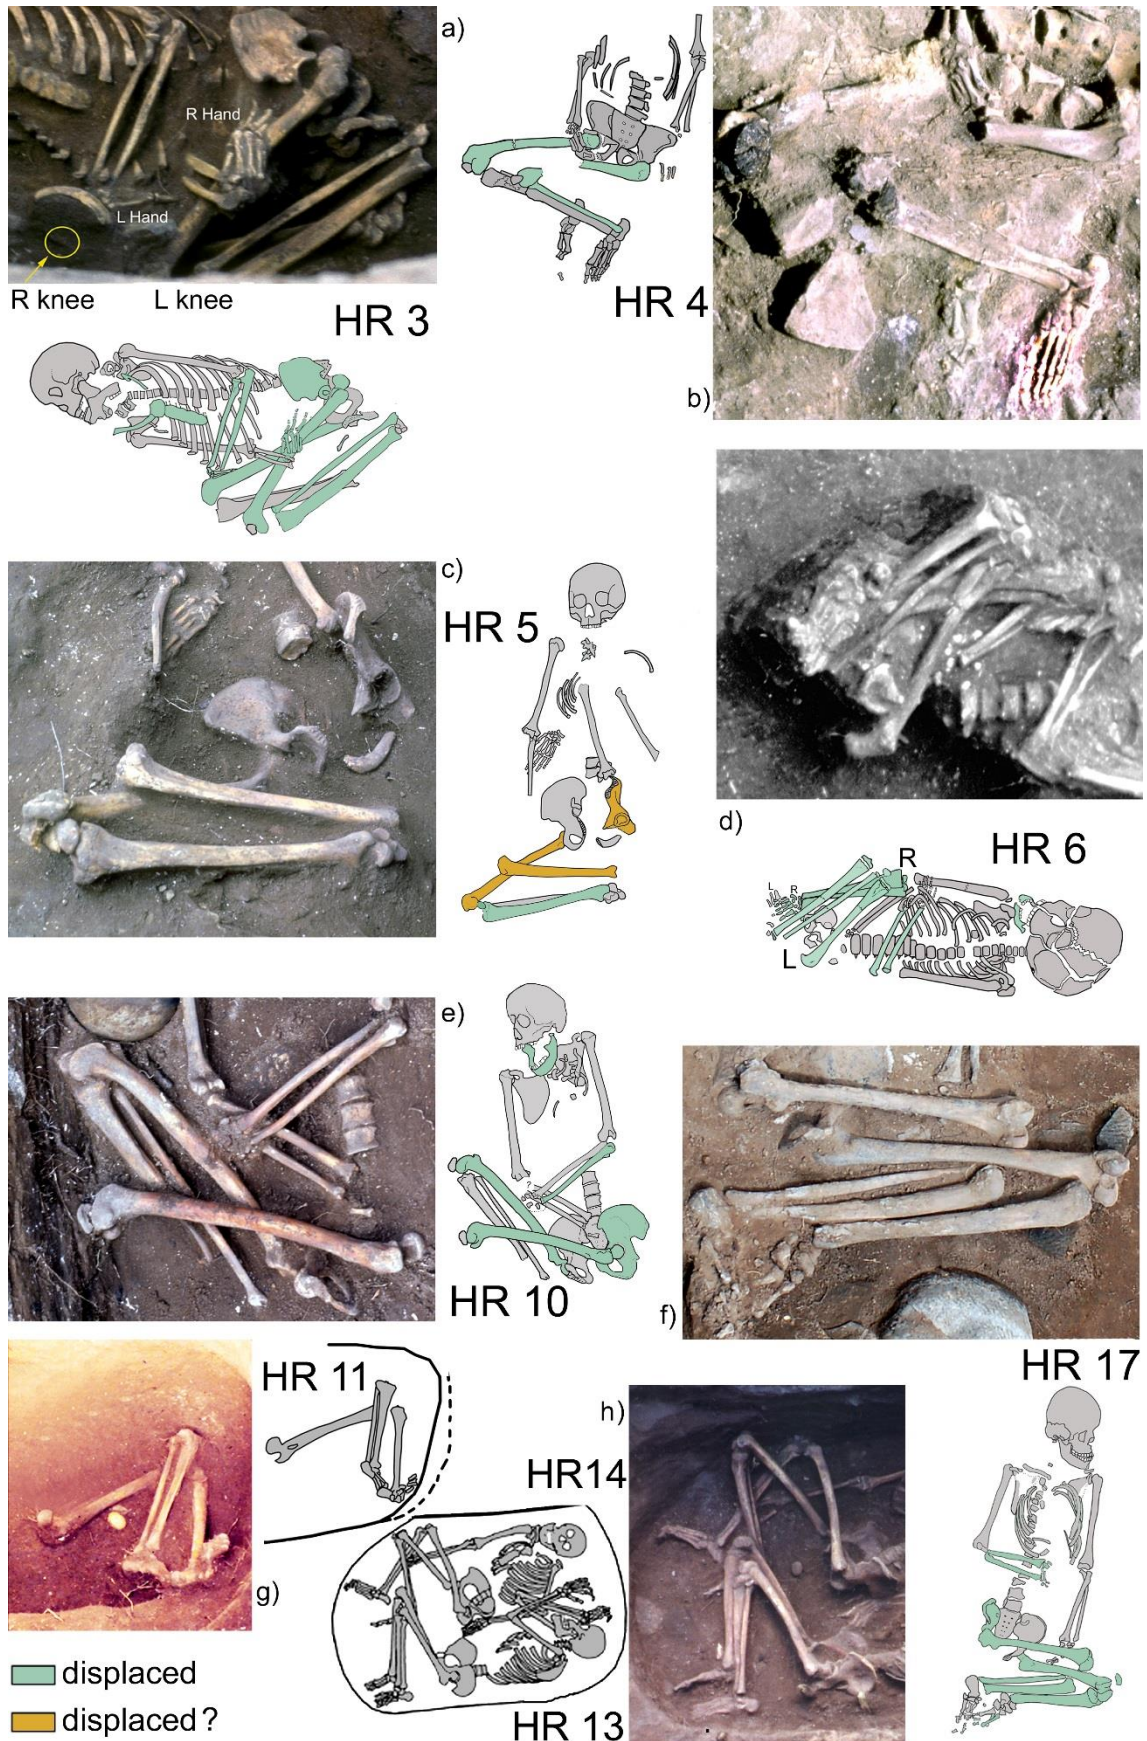 a)
R Hand
L Hand
R knee
L knee
HR 3
HR 4
b)
c)
HR 5
d)
HR 6
R
L
R
L
e)
HR 10
f)
HR 17
HR 11
g)
h)
HR14
HR 13
?
displaced
displaced ?